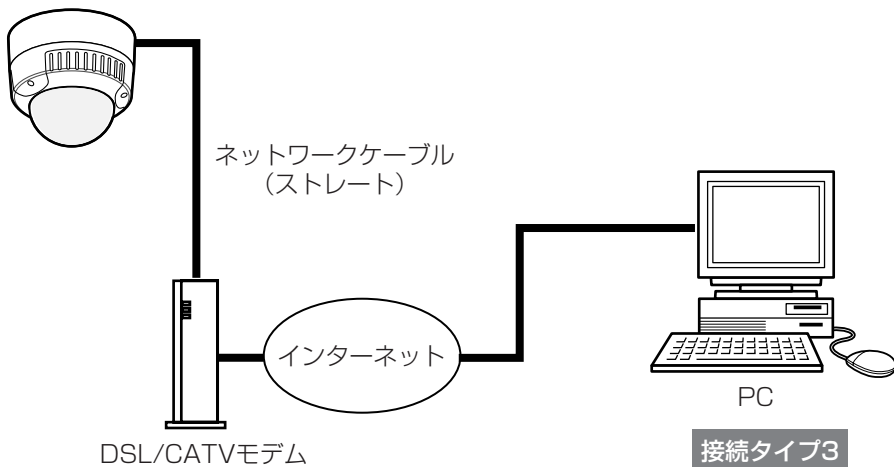 ネットワークケーブル
（ストレート）
インターネット
PC
DSL/CATVモデム
接続タイプ3